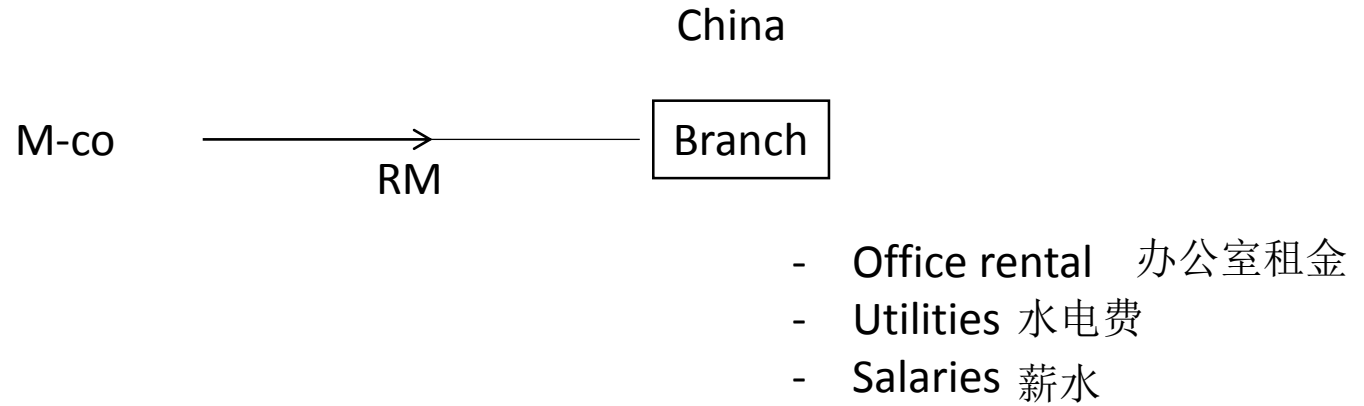 China
M-co
Branch
RM
- Office rental 办公室租金
- Utilities 水电费
- Salaries 薪水